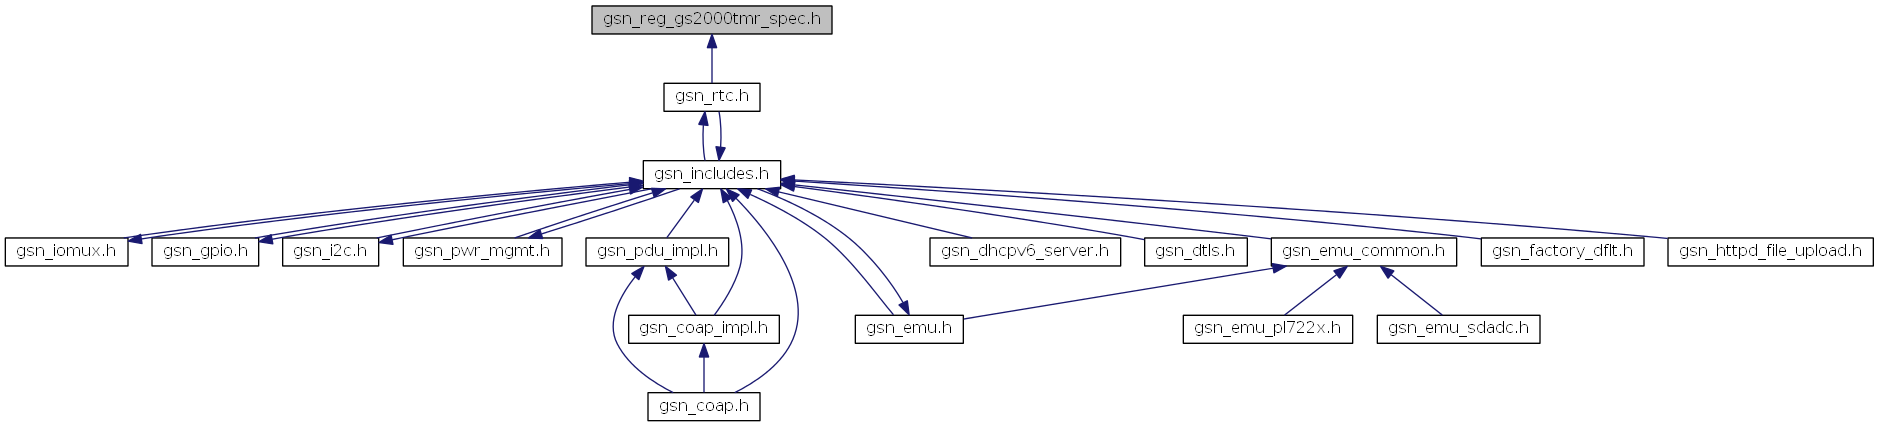 gsn_reg_gs2000tmr_spec.h
gsn_rtc.h
gsn_includes.h
gsn_iomux.h
gsn_gpio.h
gsn_i2c.h
gsn_pwr_mgmt.h
gsn_pdu_impl.h
gsn_dhcpv6_server.h
gsn_dtls.h
gsn_emu_common.h
gsn_factory_dflt.h
gsn_httpd_file_upload.h
gsn_coap_impl.h
gsn_emu.h
gsn_emu_pl722x.h
gsn_emu_sdadc.h
gsn_coap.h